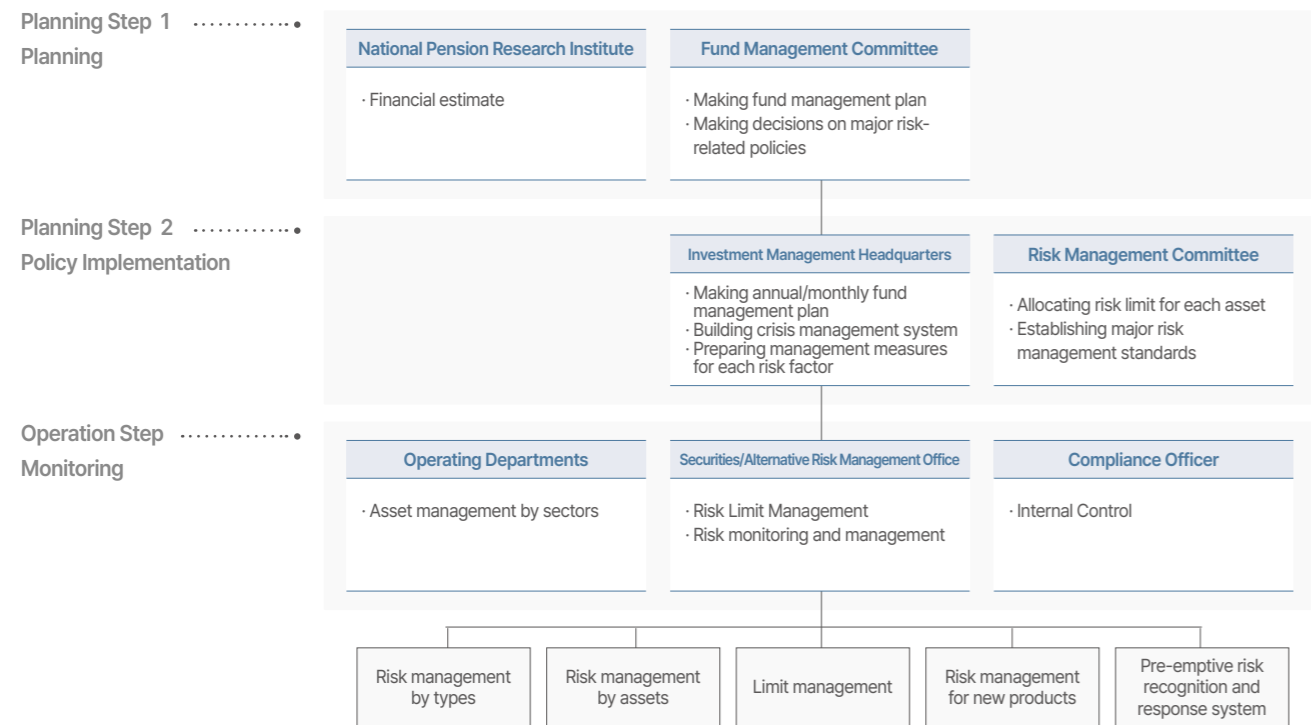 Planning Step 1
Planning
National Pension Research Institute
· Financial estimate
Fund Management Committee
· Making fund management plan
· Making decisions on major risk-
related policies
Planning Step 2
Policy Implementation
Investment Management Headquarters
· Making annual/monthly fund
management plan
· Building crisis management system
· Preparing management measures
for each risk factor
Risk Management Committee
· Allocating risk limit for each asset
· Establishing major risk
management standards
Operation Step
Monitoring
Operating Departments
· Asset management by sectors
Securities/Alternative Risk Management Office
· Risk Limit Management
· Risk monitoring and management
Compliance Officer
· Internal Control
Risk management
by types
Risk management
by assets
Limit management
Risk management
for new products
Pre-emptive risk
recognition and
response system